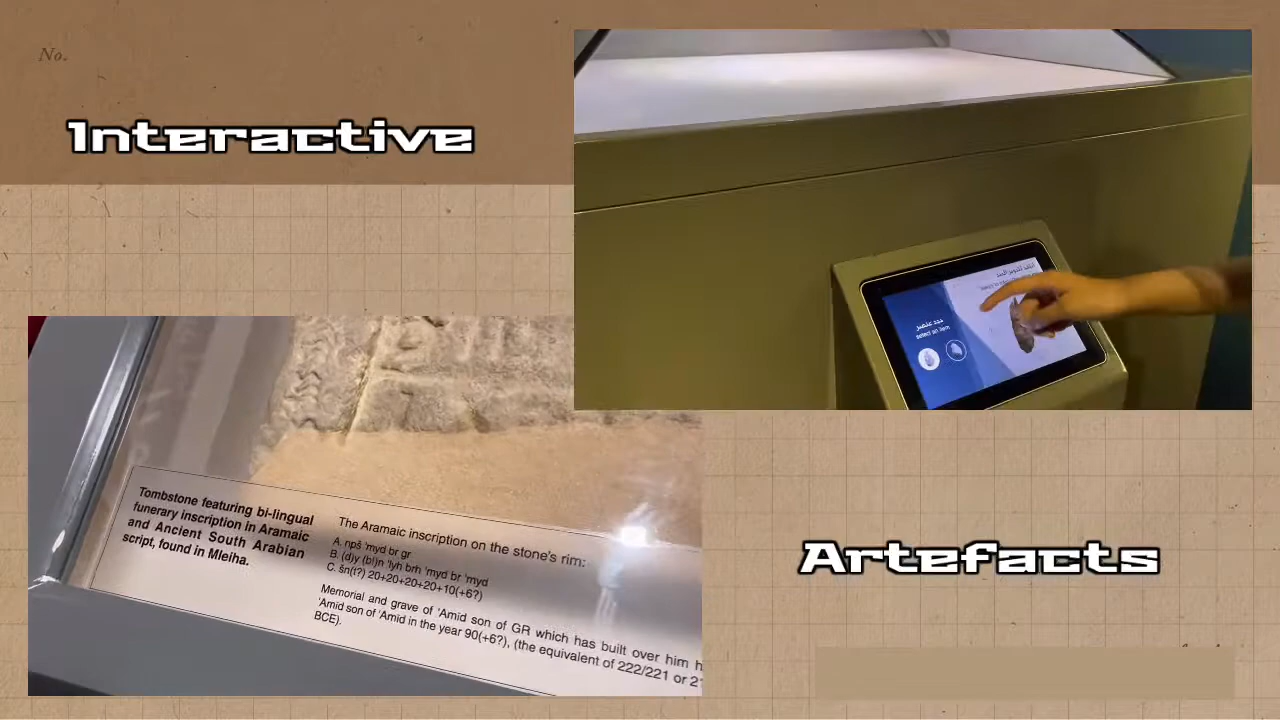 No.
Interactive
حدد عنصر
select an item
Tombstone featuring bi-lingual
funerary inscription in Aramaic
and Ancient South Arabian
script, found in Mleiha.
The Aramaic inscription on the stone's rim:
A. npš 'myd br gr
B. (d)y (b!)n 'lyh brh 'myd br 'myd
C. šn(t?) 20+20+20+20+10(+6?)
Memorial and grave of 'Amid son of GR which has built over him
'Amid son of 'Amid in the year 90(+6?), (the equivalent of 222/221 or
BCE).
Artefacts